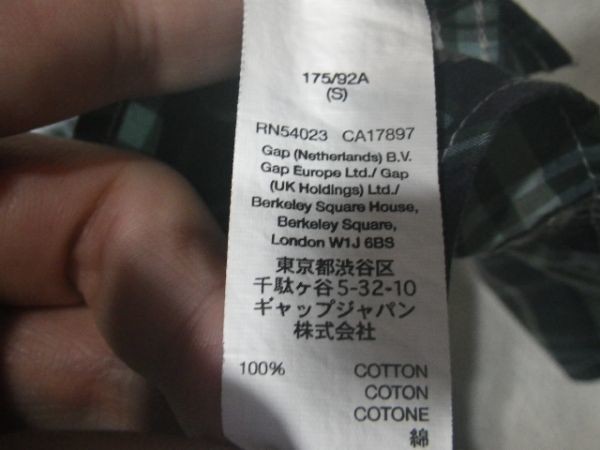 175/92A
(S)
RN54023 CA17897
Gap (Netherlands) B.V.
Gap Europe Ltd./ Gap
(UK Holdings) Ltd./
Berkeley Square House,
Berkeley Square,
London W1J 6BS
東京都渋谷区
千駄ヶ谷5-32-10
ギャップジャパン
株式会社
100% COTTON
COTON
COTONE
綿